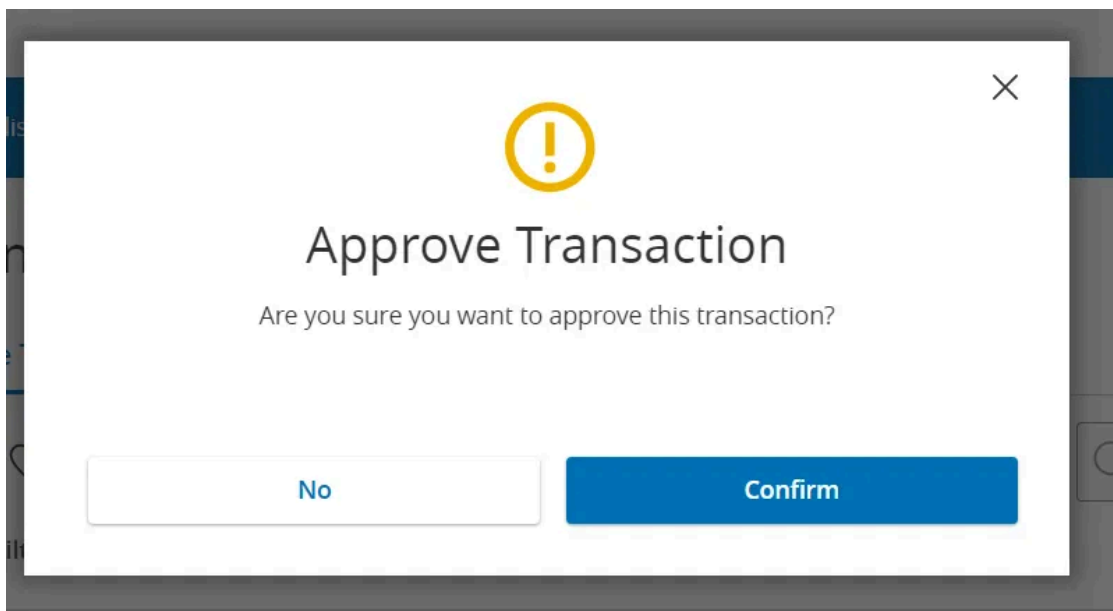 Approve Transaction
Are you sure you want to approve this transaction?
No
Confirm